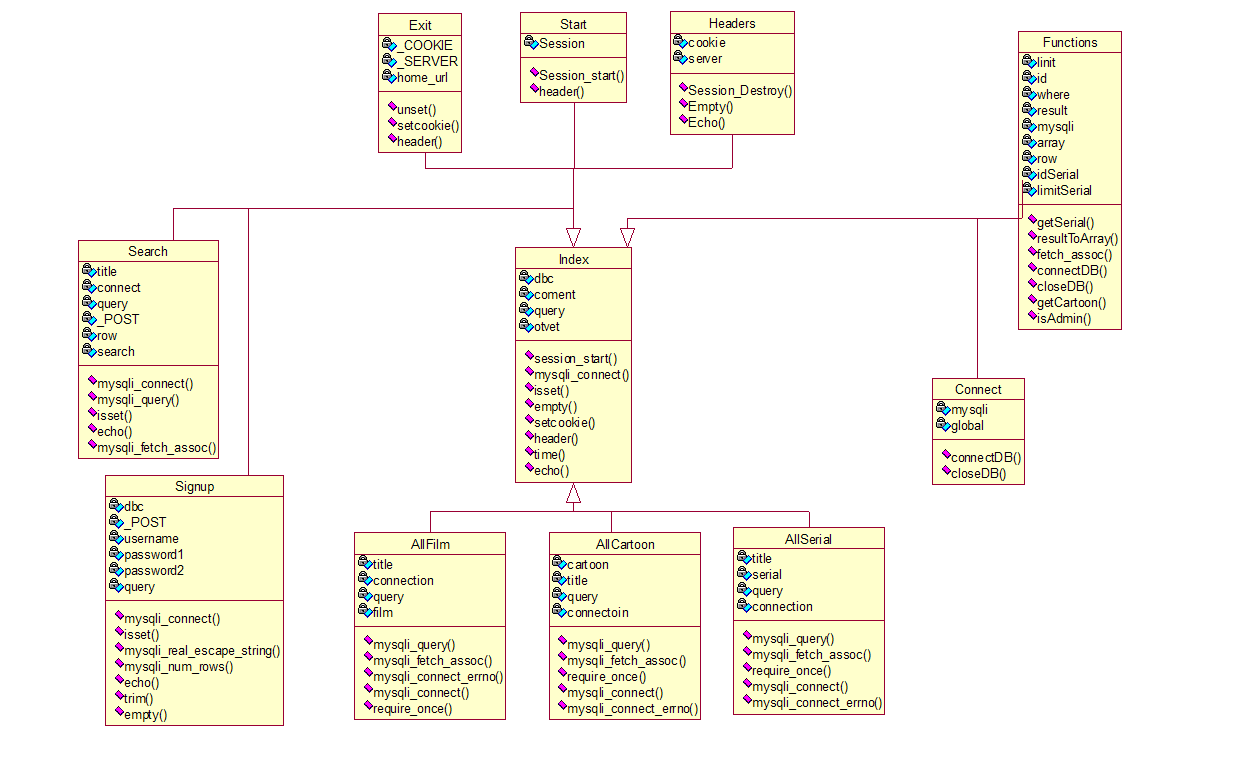 Exit
_COOKIE
_SERVER
home_url
unset()
setcookie()
header()
Start
Session
Session_start()
header()
Headers
cookie
server
Session_Destroy()
Empty()
Echo()
Functions
linit
id
where
result
mysqli
array
row
idSerial
limitSerial
getSerial()
resultToArray()
fetch_assoc()
connectDB()
closeDB()
getCartoon()
isAdmin()
Search
title
connect
query
_POST
row
search
mysqli_connect()
mysqli_query()
isset()
echo()
mysqli_fetch_assoc()
Index
dbc
coment
query
otvet
session_start()
mysqli_connect()
isset()
empty()
setcookie()
header()
time()
echo()
Connect
mysqli
global
connectDB()
closeDB()
Signup
dbc
_POST
username
password1
password2
query
mysqli_connect()
isset()
mysqli_real_escape_string()
mysqli_num_rows()
echo()
trim()
empty()
AllFilm
title
connection
query
film
mysqli_query()
mysqli_fetch_assoc()
mysqli_connect_errno()
mysqli_connect()
require_once()
AllCartoon
cartoon
title
query
connectoin
mysqli_query()
mysqli_fetch_assoc()
require_once()
mysqli_connect()
mysqli_connect_errno()
AllSerial
title
serial
query
connection
mysqli_query()
mysqli_fetch_assoc()
require_once()
mysqli_connect()
mysqli_connect_errno()